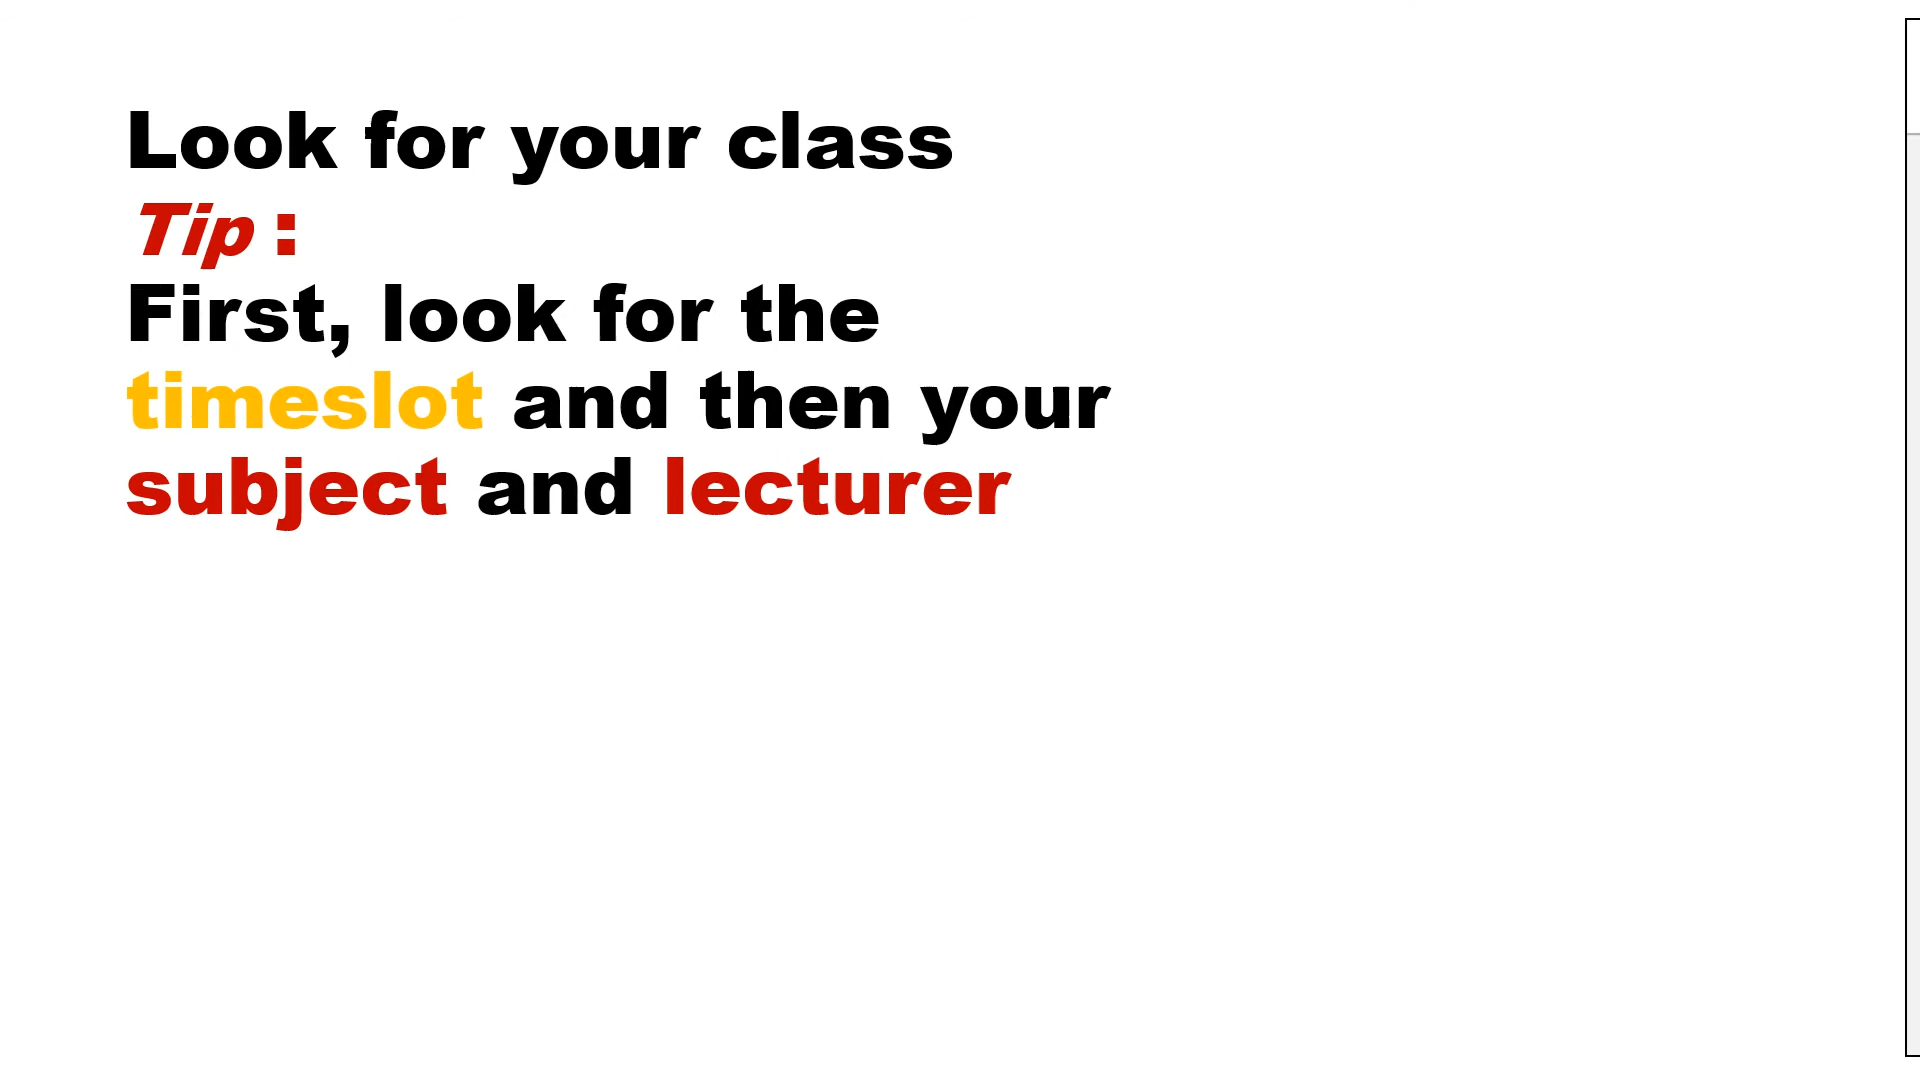 Look for your class
Tip :
First, look for the
timeslot and then your
subject and lecturer